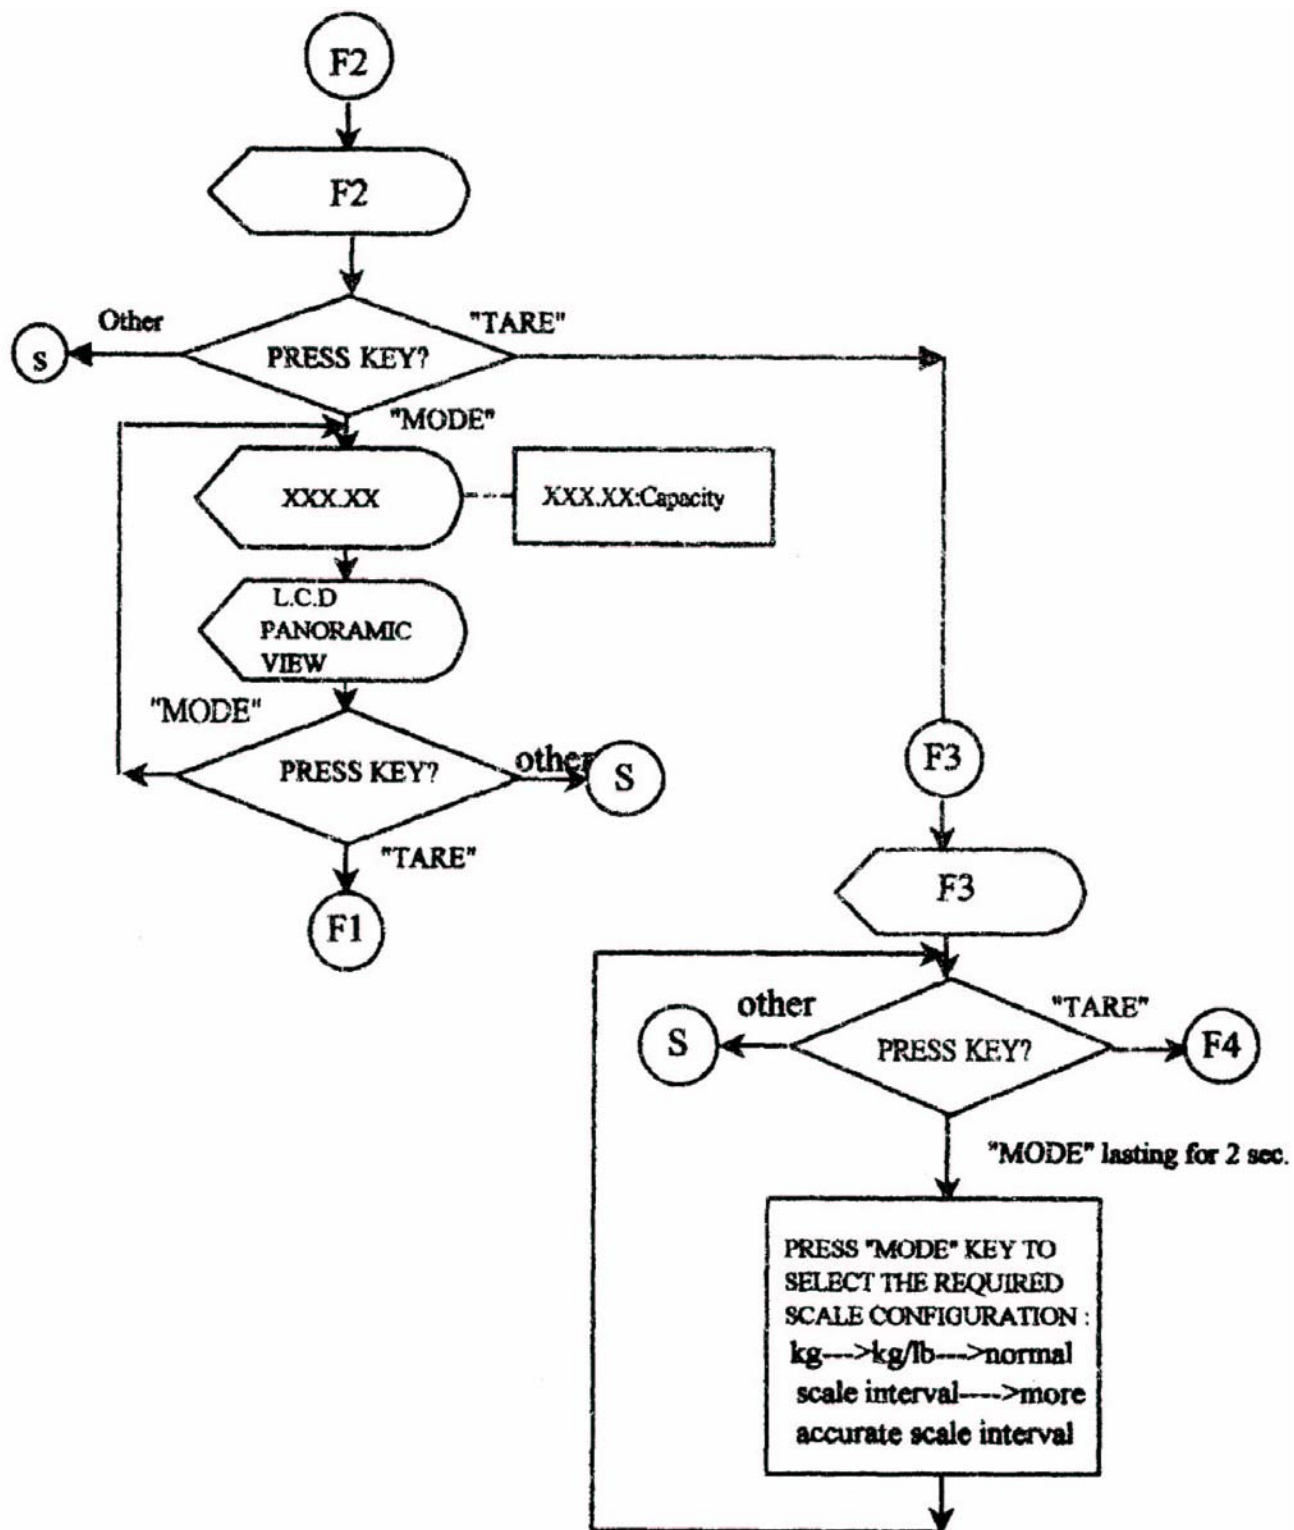 F2
F2
Other
"TARE"
s
PRESS KEY?
"MODE"
XXX.XX
XXX.XX:Capacity
L.C.D
PANORAMIC
VIEW
"MODE"
PRESS KEY?
other
S
"TARE"
F1
F3
F3
other
"TARE"
S
PRESS KEY?
F4
"MODE" lasting for 2 sec.
PRESS "MODE" KEY TO
SELECT THE REQUIRED
SCALE CONFIGURATION :
kg--->kg/lb--->normal
scale interval---->more
accurate scale interval